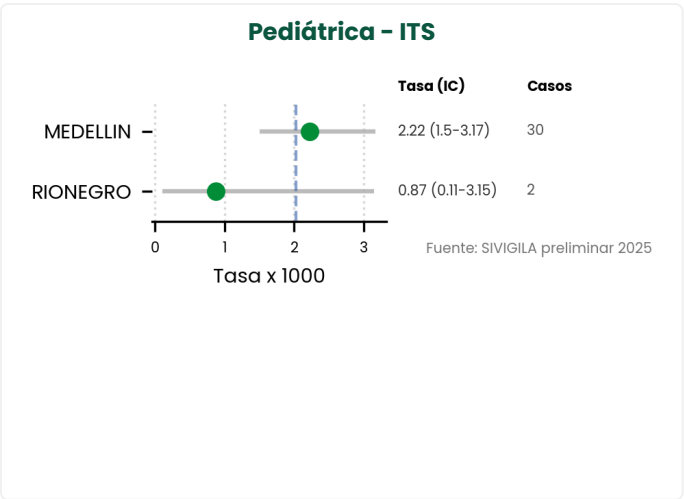 Pediátrica - ITS
Tasa (IC) Casos
MEDELLIN 2.22 (1.5-3.17) 30
RIONEGRO 0.87 (0.11-3.15) 2
0 1 2 3
Tasa x 1000
Fuente: SIVIGILA preliminar 2025